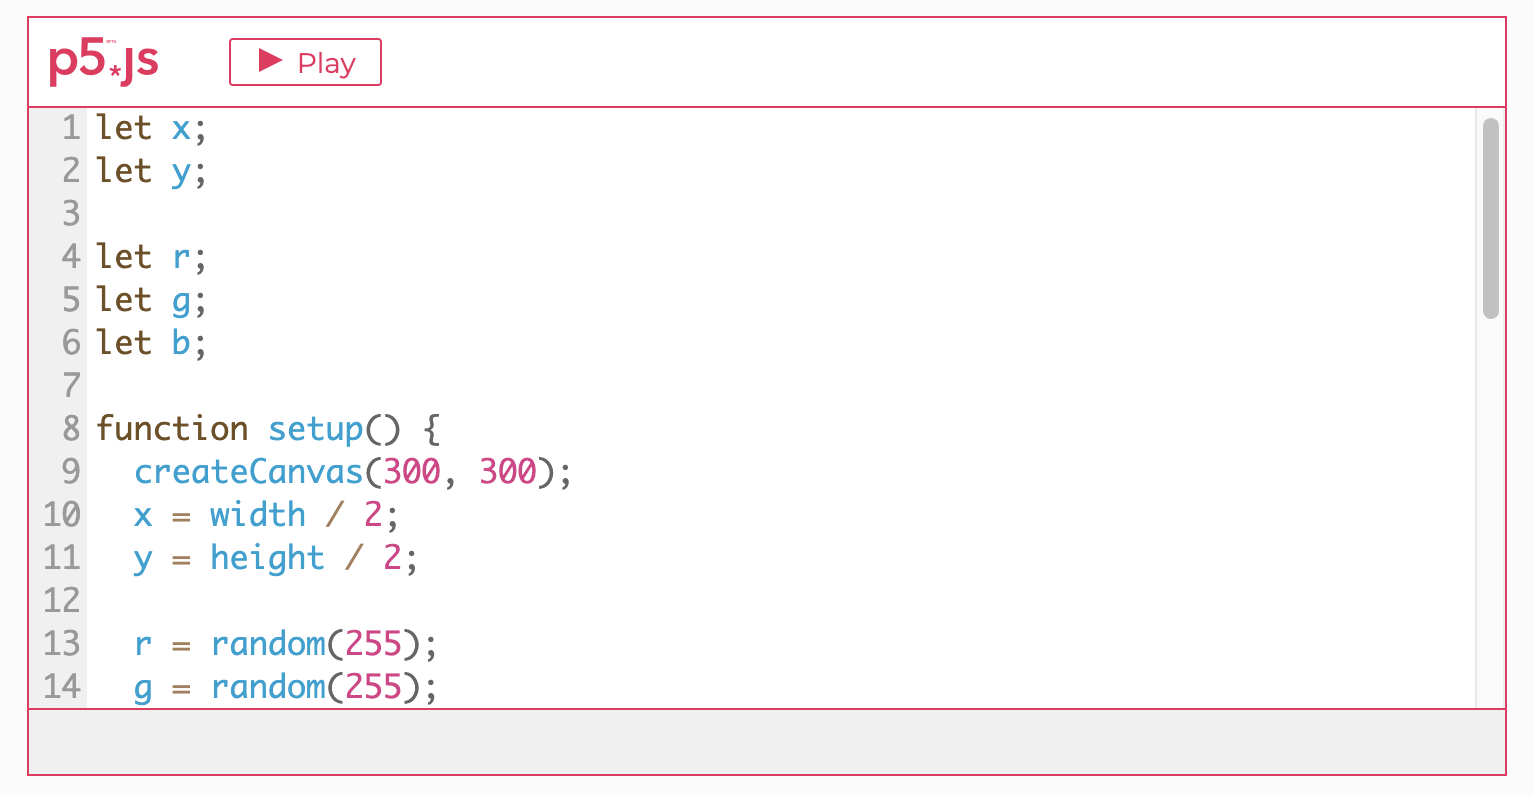 p5*js
Play
1 let x;
2 let y;
3
4 let r;
5 let g;
6 let b;
7
8 function setup() {
9   createCanvas(300, 300);
10   x = width / 2;
11   y = height / 2;
12
13   r = random(255);
14   g = random(255);